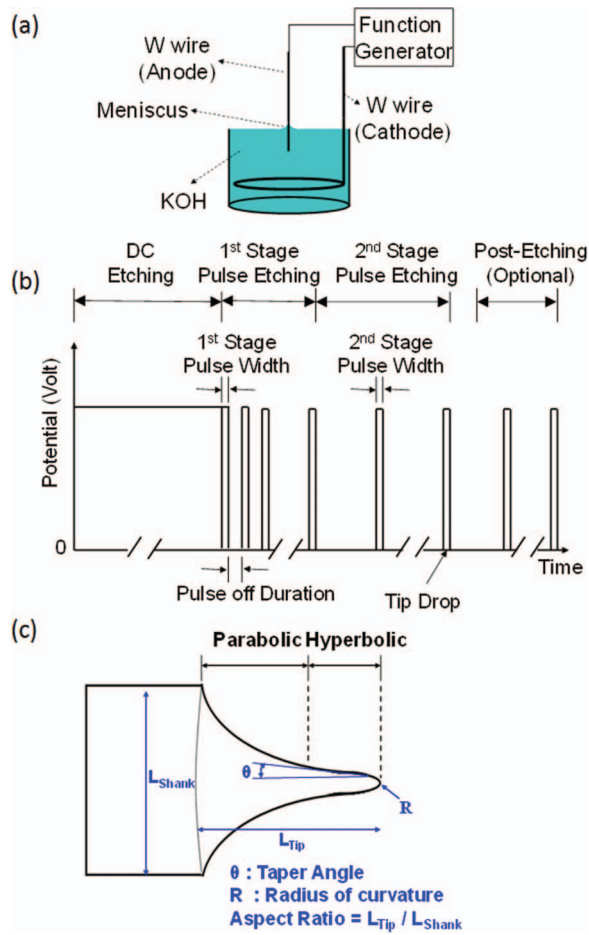 (a)
Function
Generator
W wire
(Anode)
Meniscus
W wire
(Cathode)
KOH
(b)
DC
Etching
1st Stage
Pulse Etching
2nd Stage
Pulse Etching
Post-Etching
(Optional)
1st Stage
Pulse Width
2nd Stage
Pulse Width
Potential (Volt)
0
Time
Pulse off Duration
Tip Drop
(c)
Parabolic Hyperbolic
θ
LShank
R
LTip
θ : Taper Angle
R : Radius of curvature
Aspect Ratio = LTip / LShank